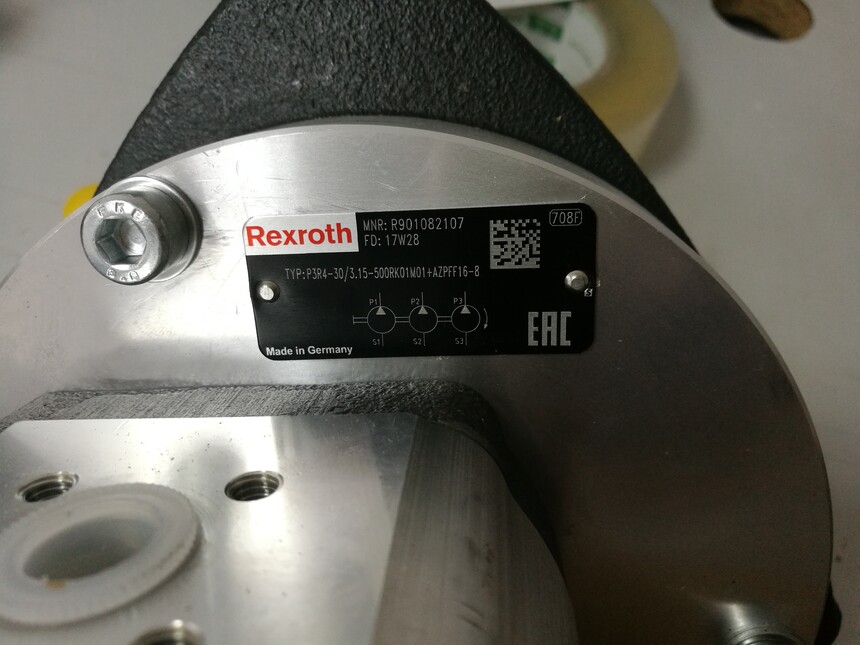 Rexroth
MNR: R901082107
FD: 17W28
708F
TYP:P3R4-30/3.15-500RK01M01+AZPFF16-8
P1 P2 P3
S1 S2 S3
EAC
Made in Germany